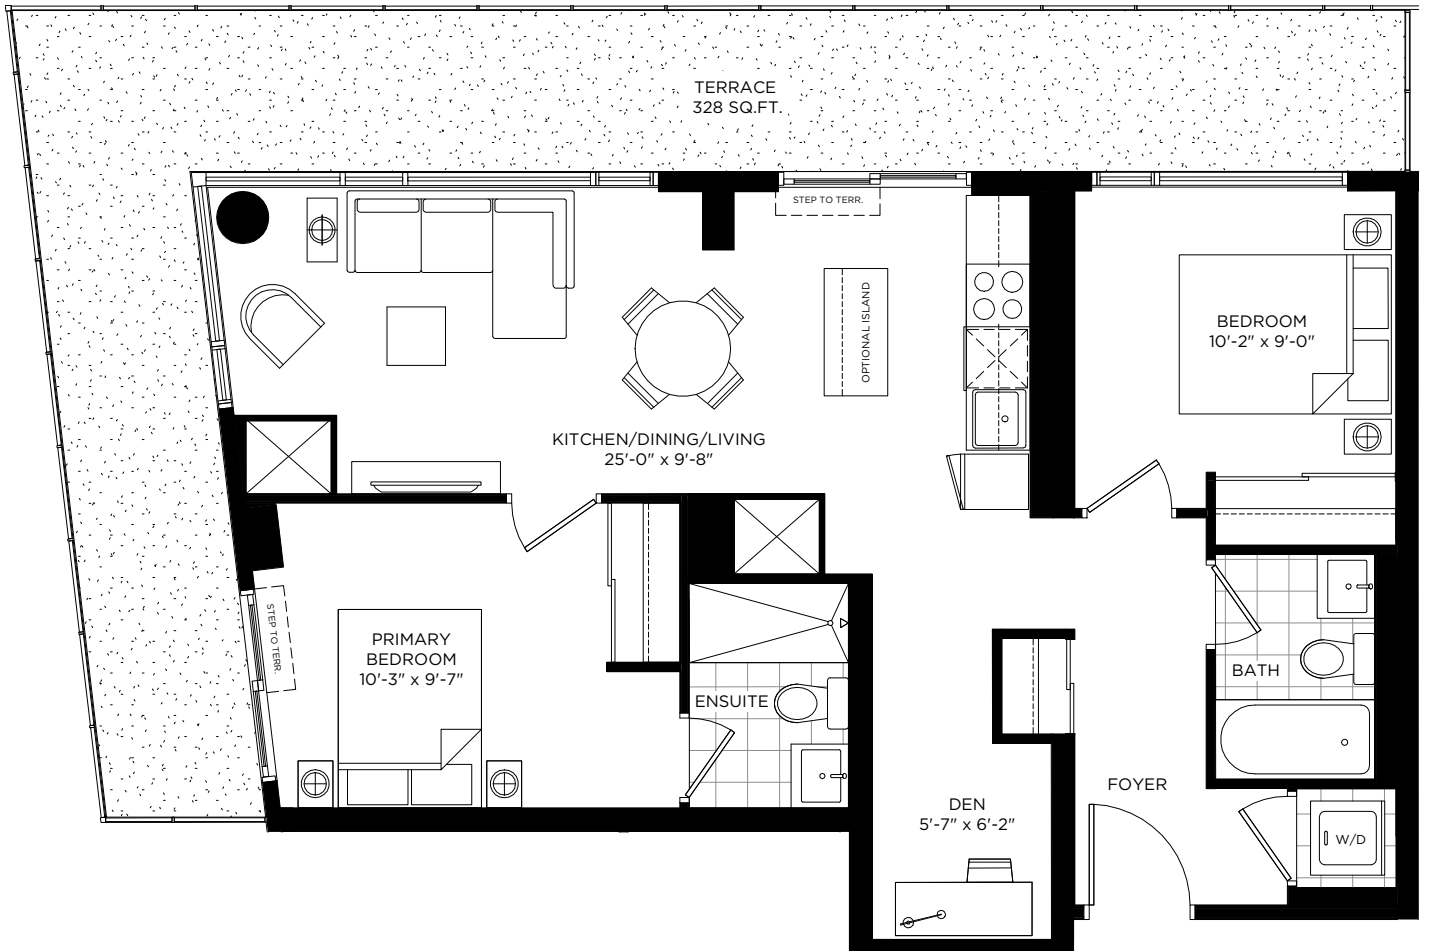 TERRACE
328 SQ.FT.
STEP TO TERR.
OPTIONAL ISLAND
BEDROOM
10'-2" x 9'-0"
KITCHEN/DINING/LIVING
25'-0" x 9'-8"
STEP TO TERR.
PRIMARY
BEDROOM
10'-3" x 9'-7"
ENSUITE
BATH
FOYER
DEN
5'-7" x 6'-2"
W/D